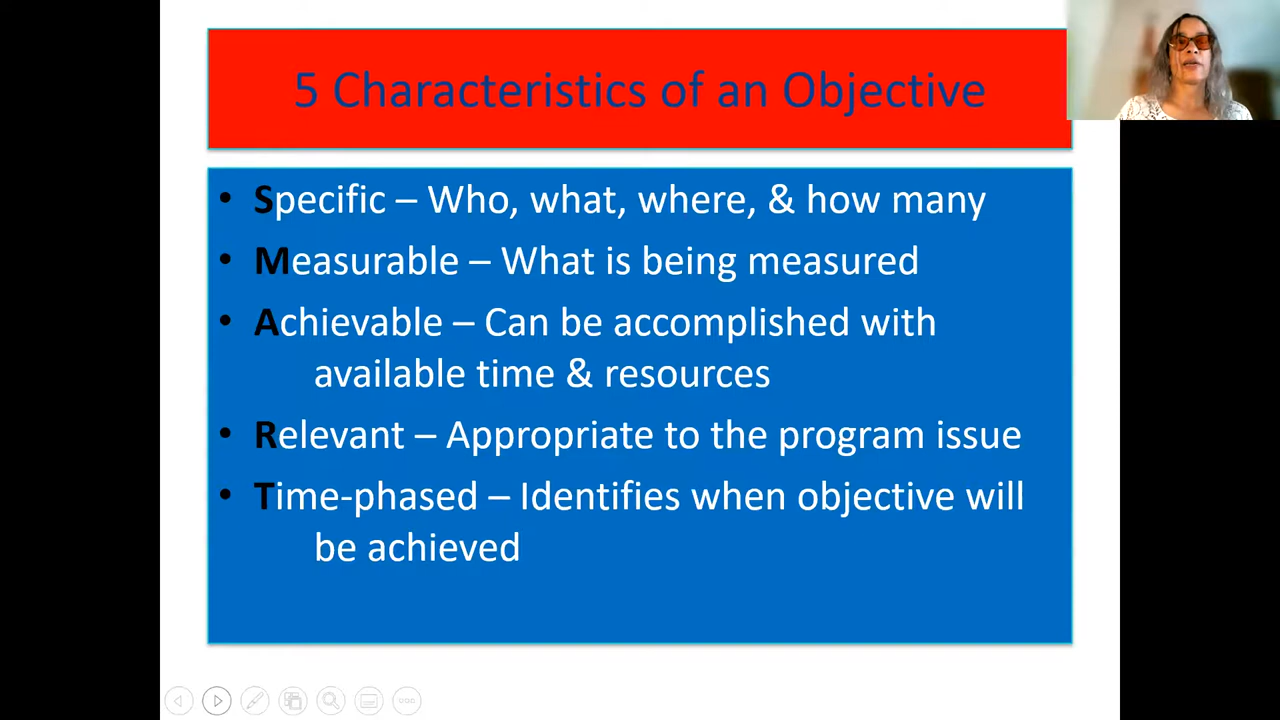 5 Characteristics of an Objective
• Specific – Who, what, where, & how many
• Measurable – What is being measured
• Achievable – Can be accomplished with
available time & resources
• Relevant – Appropriate to the program issue
• Time-phased – Identifies when objective will
be achieved